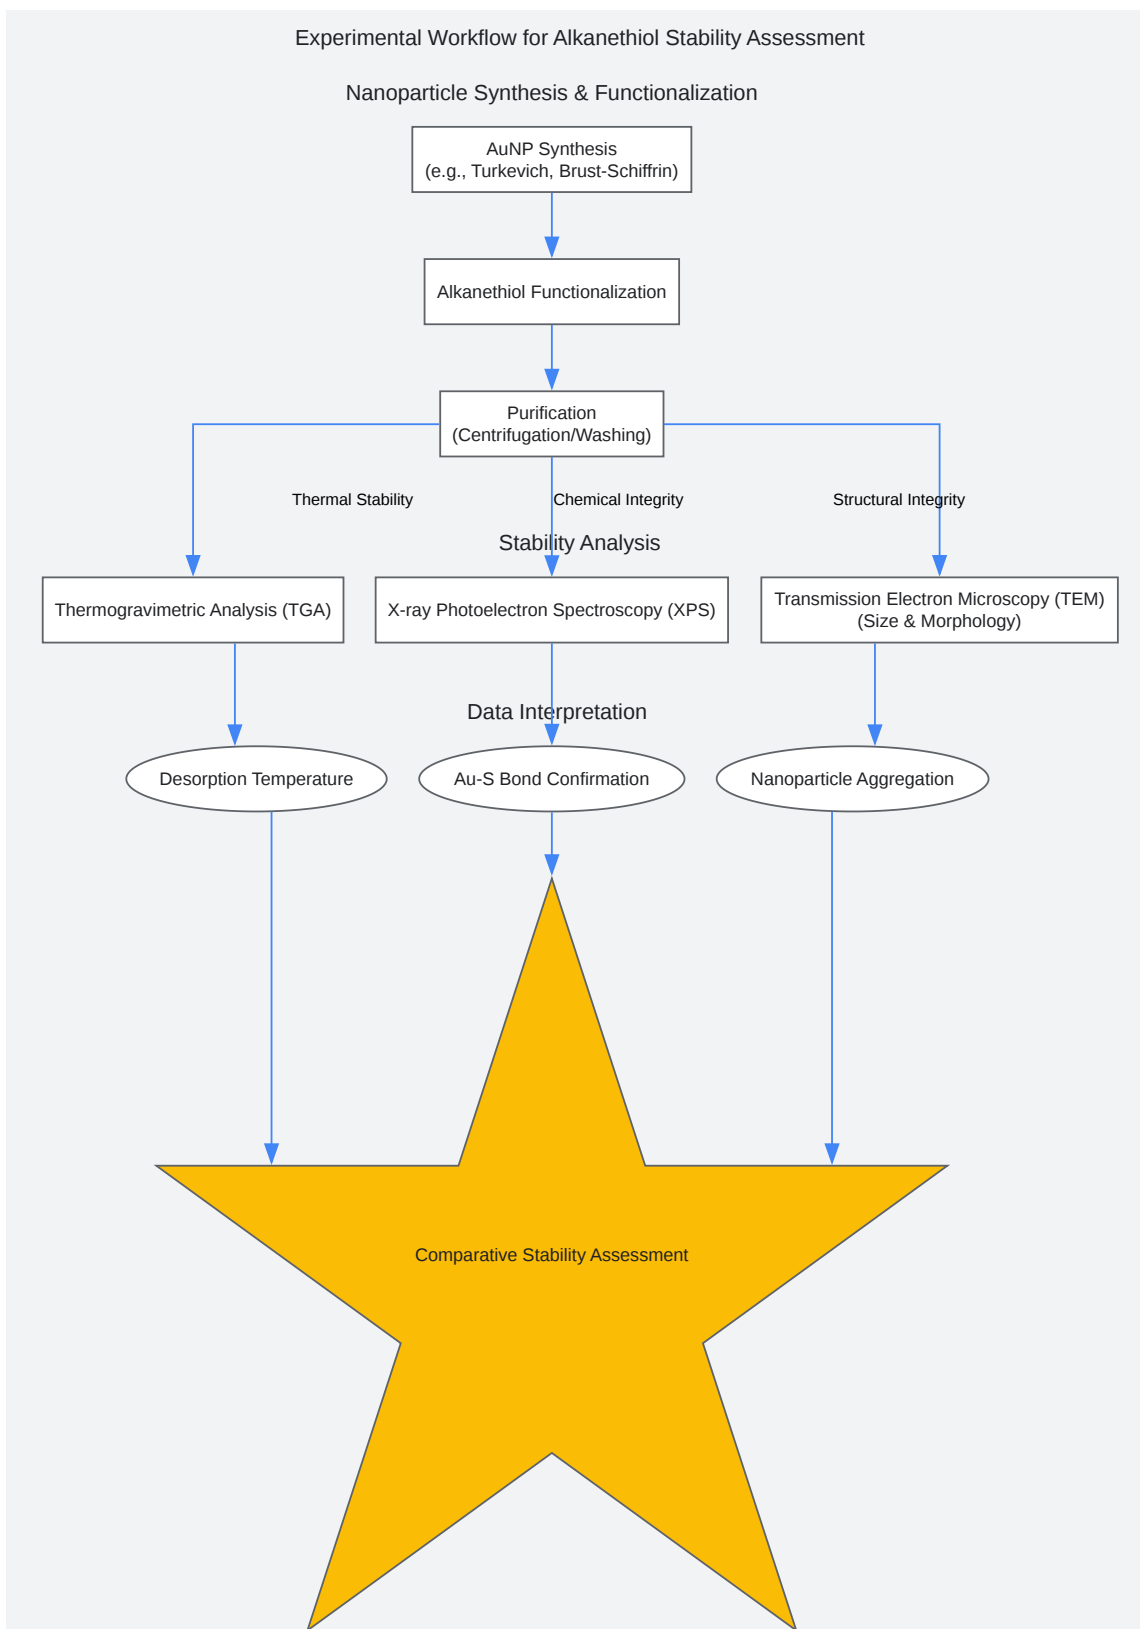 Experimental Workflow for Alkanethiol Stability Assessment
Nanoparticle Synthesis & Functionalization
AuNP Synthesis
(e.g., Turkevich, Brust-Schiffrin)
Alkanethiol Functionalization
Purification
(Centrifugation/Washing)
Thermal Stability
Chemical Integrity
Structural Integrity
Stability Analysis
Thermogravimetric Analysis (TGA)
X-ray Photoelectron Spectroscopy (XPS)
Transmission Electron Microscopy (TEM)
(Size & Morphology)
Data Interpretation
Desorption Temperature
Au-S Bond Confirmation
Nanoparticle Aggregation
Comparative Stability Assessment